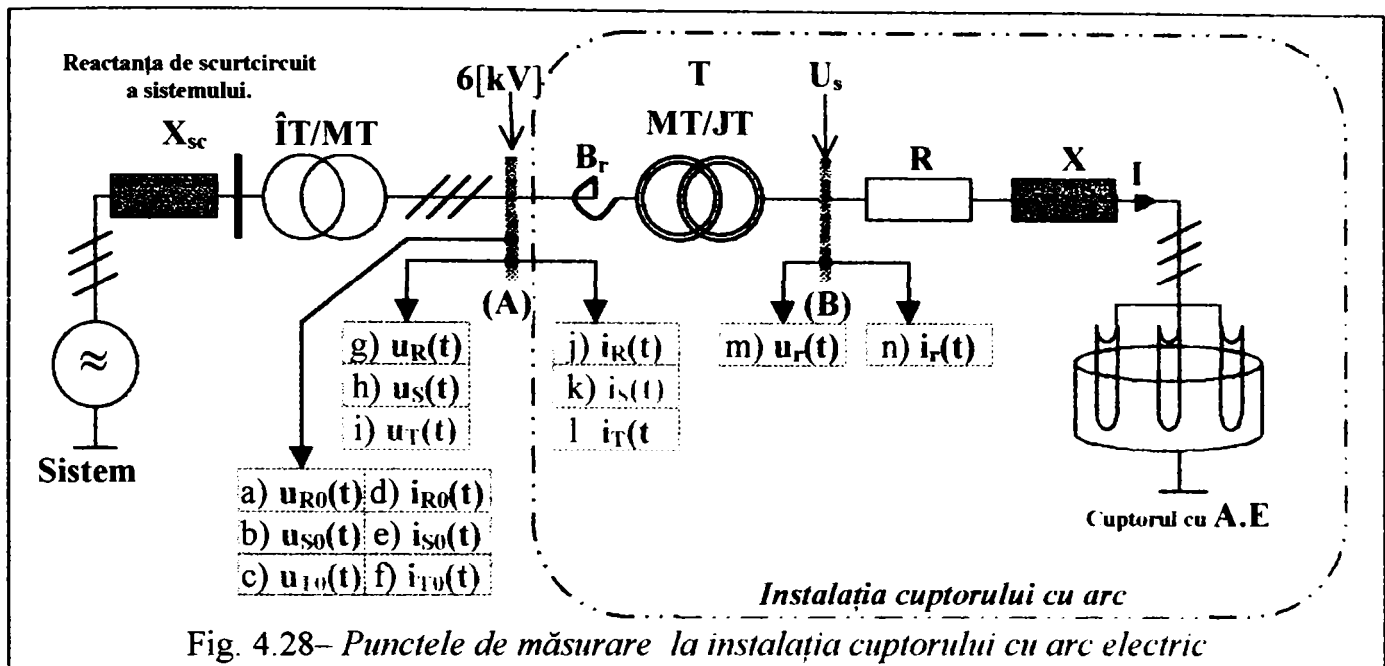 Reactanța de scurtcircuit
a sistemului.
X_sc
ÎT/MT
6[kV]
T
MT/JT
U_s
B_r
R
X
I
(A)
(B)
g) u_R(t)
h) u_S(t)
i) u_T(t)
j) i_R(t)
k) i_S(t)
l i_T(t
m) u_r(t)
n) i_r(t)
≈
Sistem
a) u_R0(t) d) i_R0(t)
b) u_S0(t) e) i_S0(t)
c) u_T0(t) f) i_T0(t)
Cuptorul cu A.E
Instalația cuptorului cu arc
Fig. 4.28– Punctele de măsurare la instalația cuptorului cu arc electric